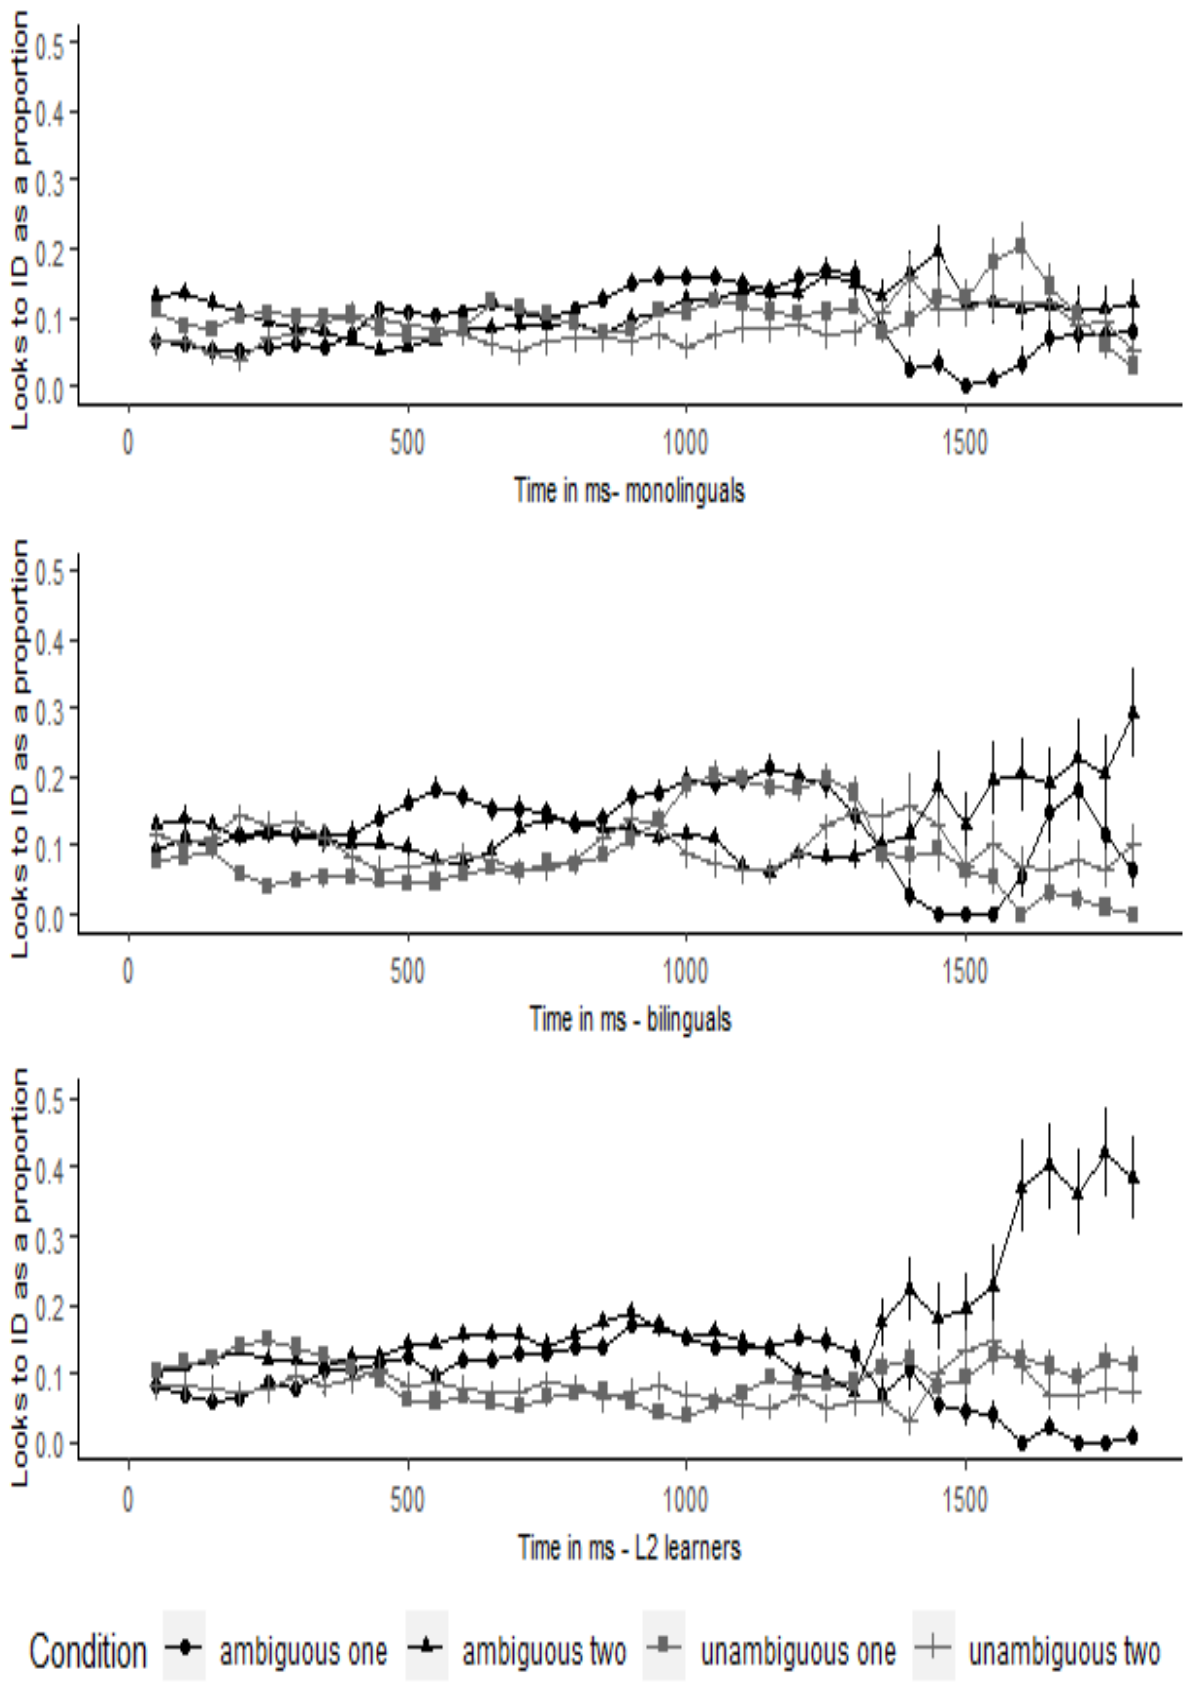 Looks to ID as a proportion
0.5
0.4
0.3
0.2
0.1
0.0
0 500 1000 1500
Time in ms- monolinguals
Looks to ID as a proportion
0.5
0.4
0.3
0.2
0.1
0.0
0 500 1000 1500
Time in ms - bilinguals
Looks to ID as a proportion
0.5
0.4
0.3
0.2
0.1
0.0
0 500 1000 1500
Time in ms - L2 learners
Condition ambiguous one ambiguous two unambiguous one unambiguous two